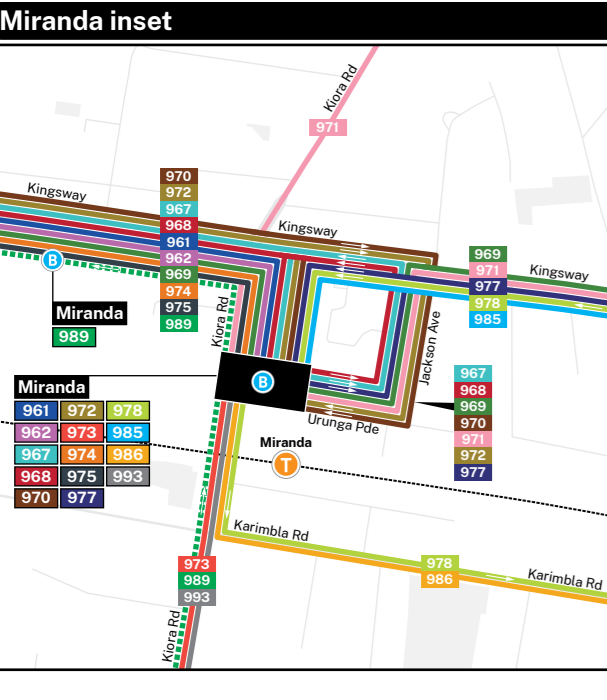 Miranda inset
Kiora Rd
971
970
972
967
968
961
962
969
974
975
989
Kingsway
Kingsway
969
971
977
978
985
Kingsway
B
Miranda
989
Kiora Rd
Jackson Ave
Miranda
961 972 978
962 973 985
967 974 986
968 975 993
970 977
B
967
968
969
970
971
972
977
Urunga Pde
Miranda
T
Karimbla Rd
978
986
Karimbla Rd
973
989
993
Kiora Rd